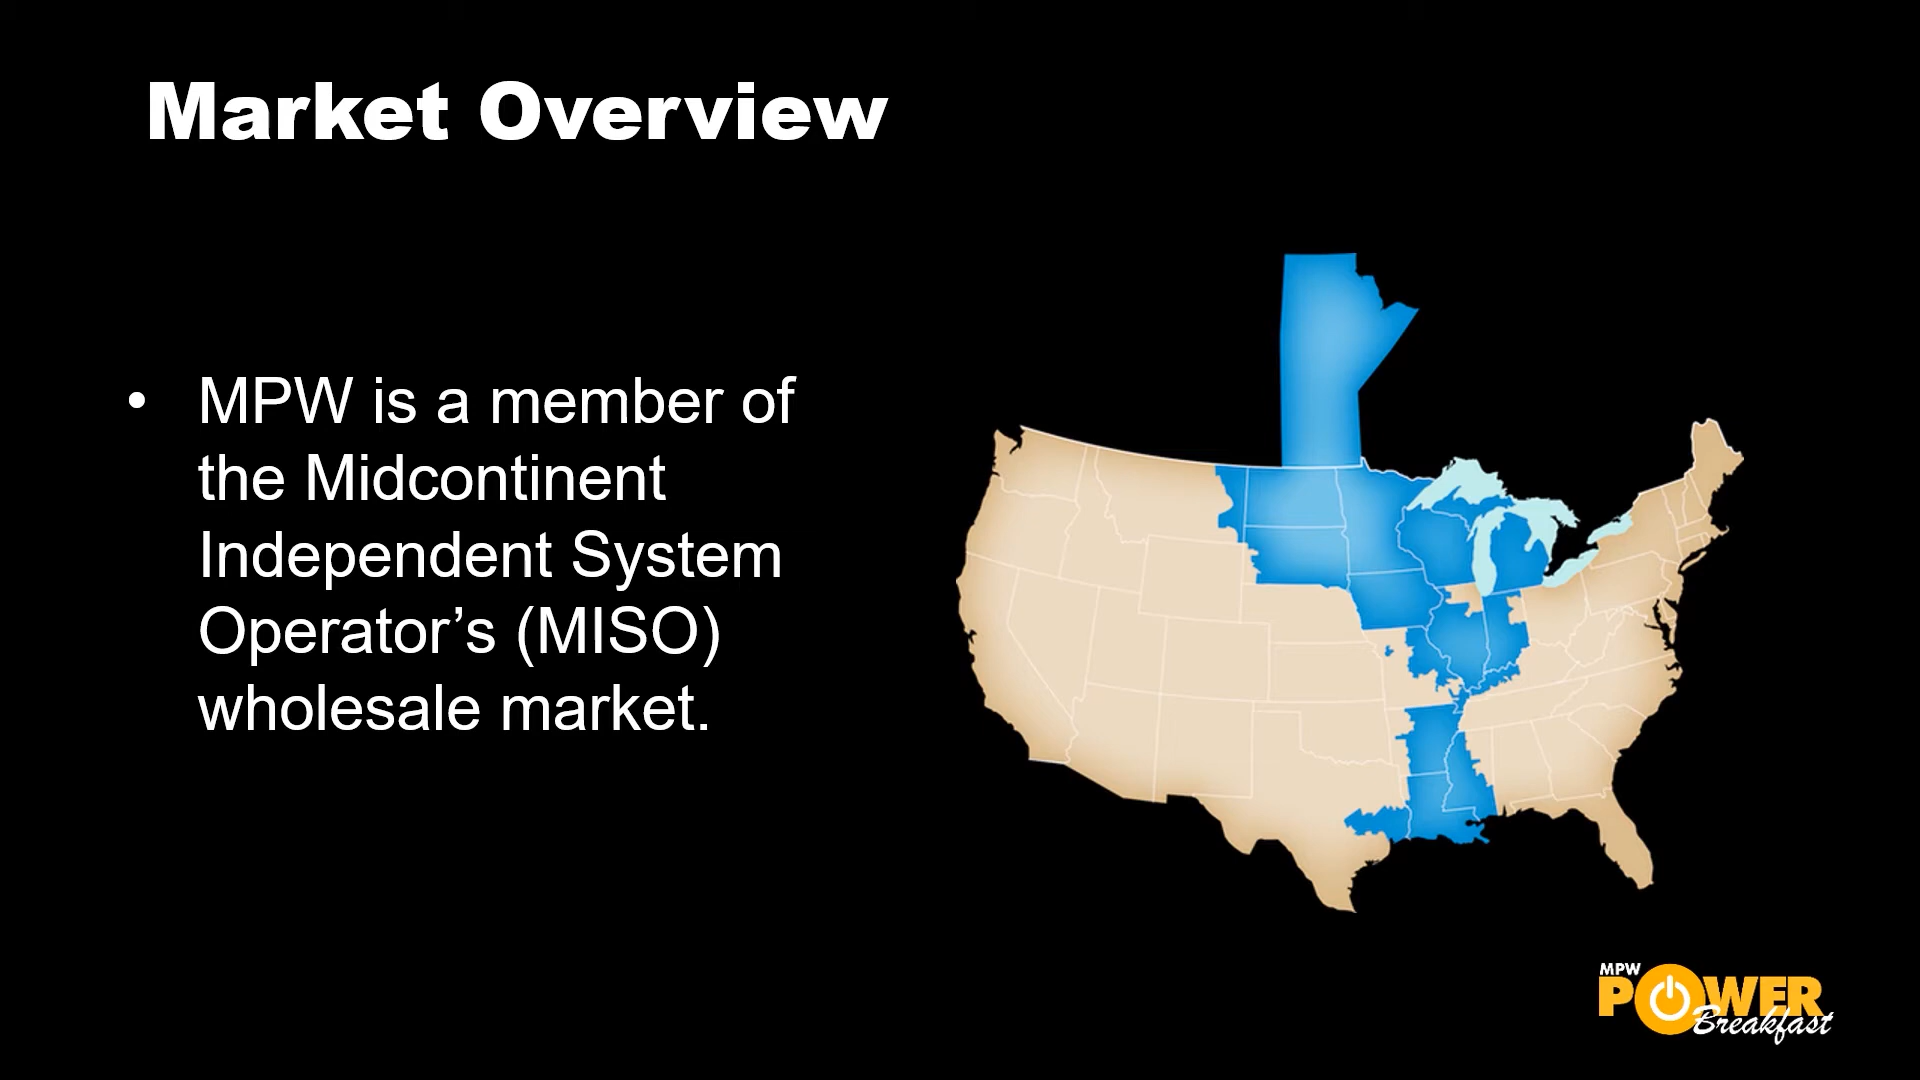 Market Overview
• MPW is a member of
the Midcontinent
Independent System
Operator’s (MISO)
wholesale market.
MPW
POWER
Breakfast